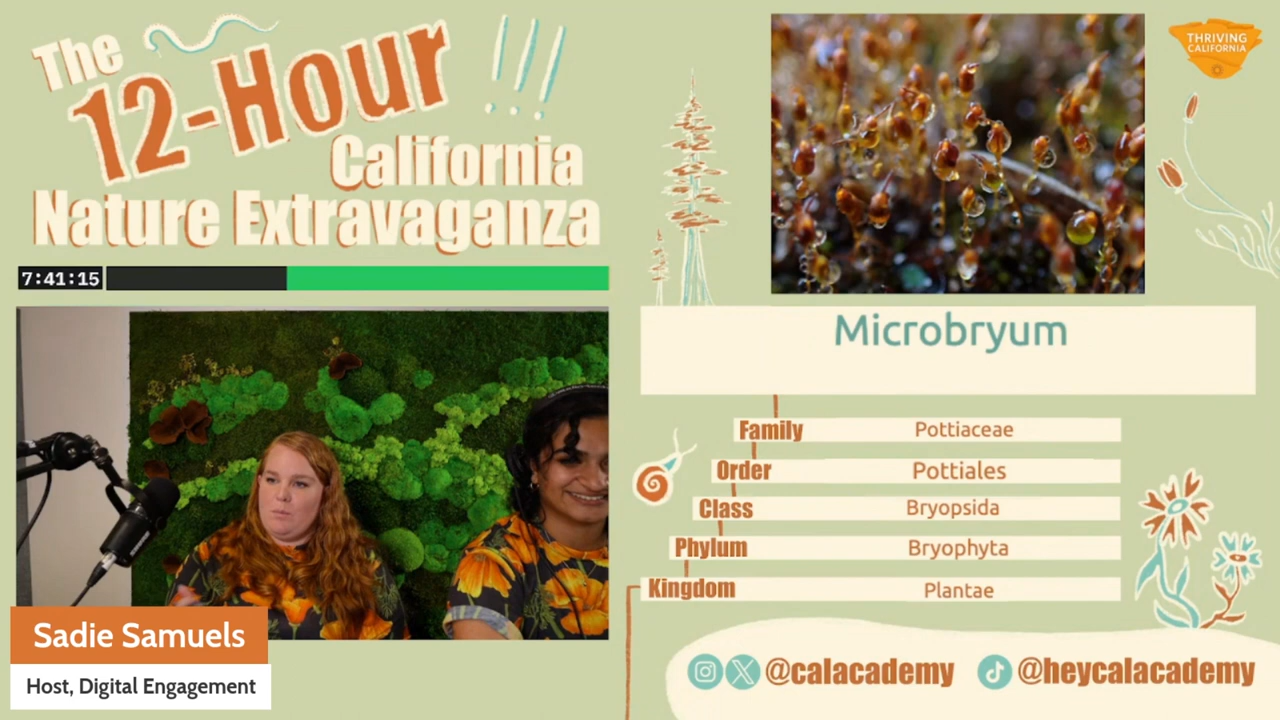 The
12-Hour
!!!
California
Nature Extravaganza
7:41:15
THRIVING
CALIFORNIA
Microbryum
Family Pottiaceae
Order Pottiales
Class Bryopsida
Phylum Bryophyta
Kingdom Plantae
Sadie Samuels
Host, Digital Engagement
@calacademy @heycalacademy